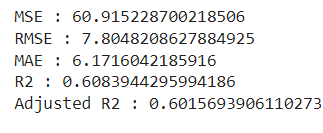 MSE : 60.915228700218506
RMSE : 7.8048208627884925
MAE : 6.1716042185916
R2 : 0.6083944295994186
Adjusted R2 : 0.6015693906110273